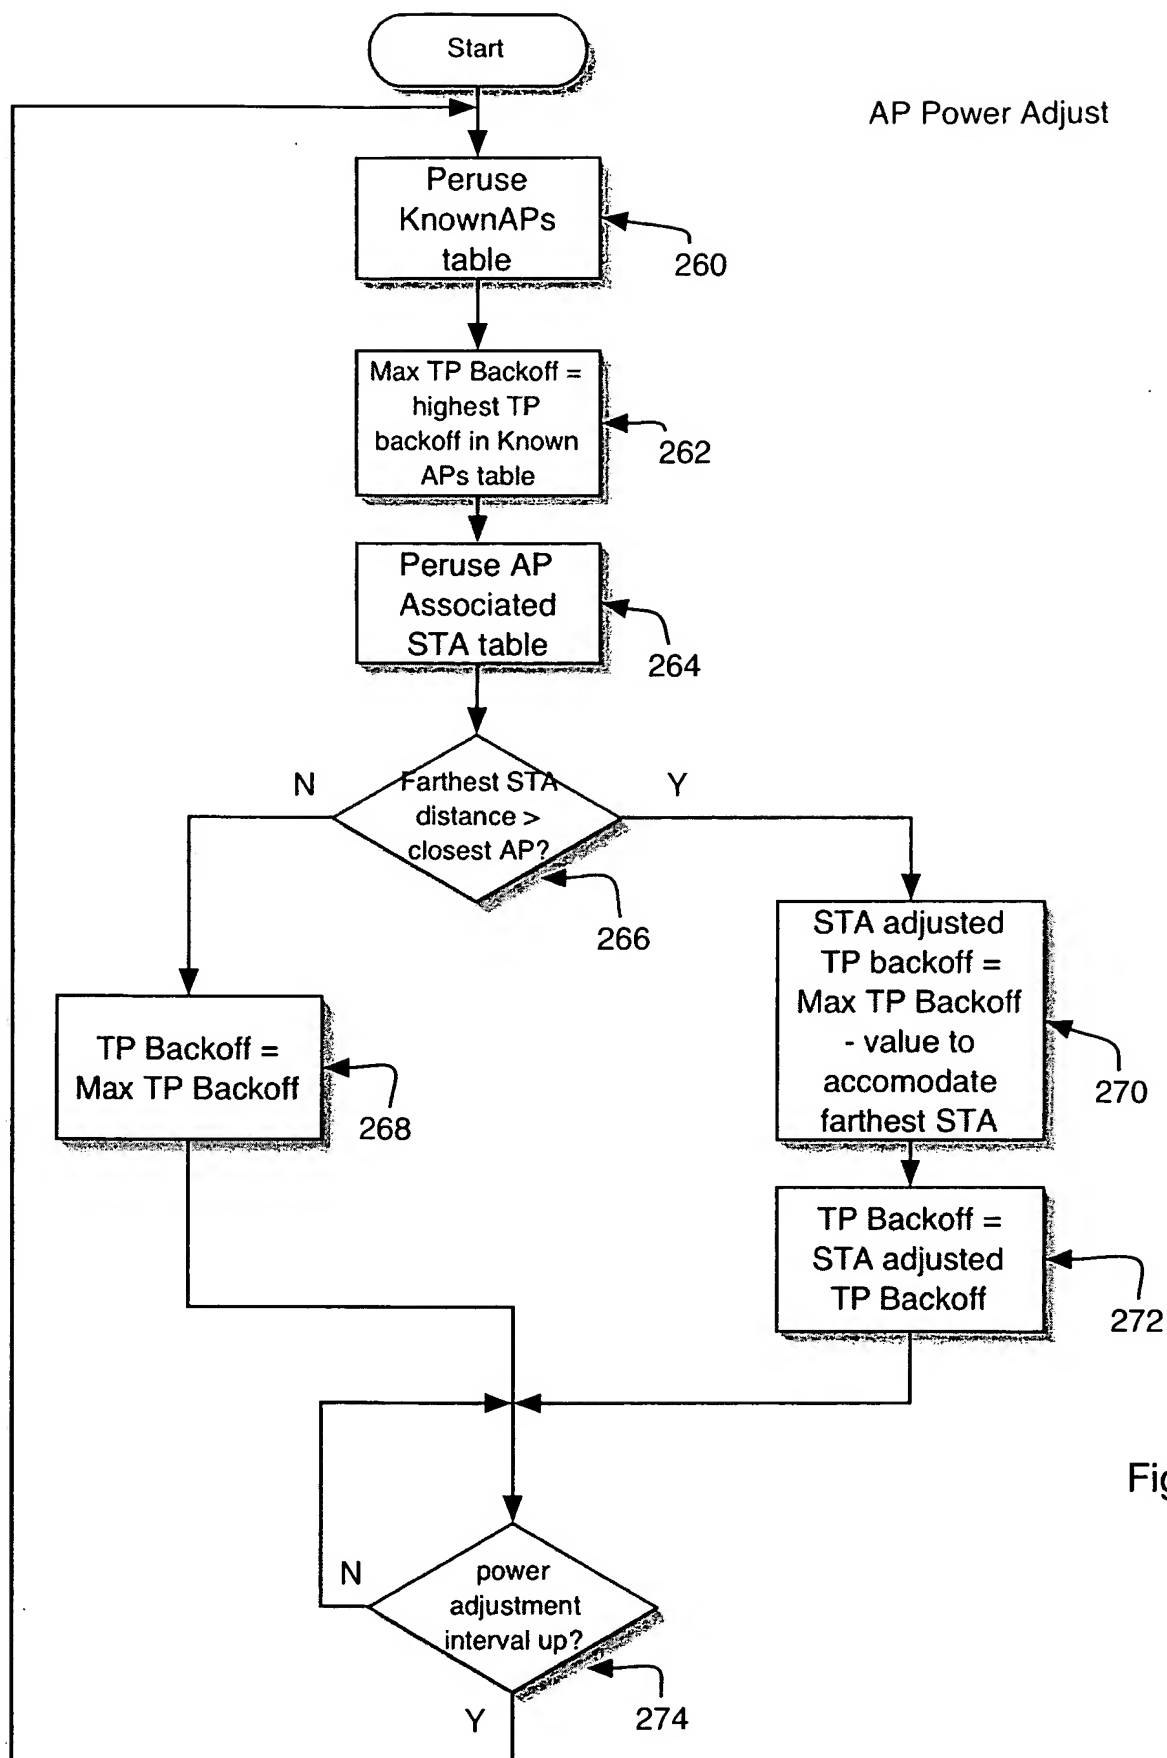 Start
AP Power Adjust
Peruse
KnownAPs
table
260
Max TP Backoff =
highest TP
backoff in Known
APs table
262
Peruse AP
Associated
STA table
264
N
Farthest STA
distance >
closest AP?
Y
266
STA adjusted
TP backoff =
Max TP Backoff
- value to
accomodate
farthest STA
270
TP Backoff =
Max TP Backoff
268
TP Backoff =
STA adjusted
TP Backoff
272
Fig
N
power
adjustment
interval up?
274
Y